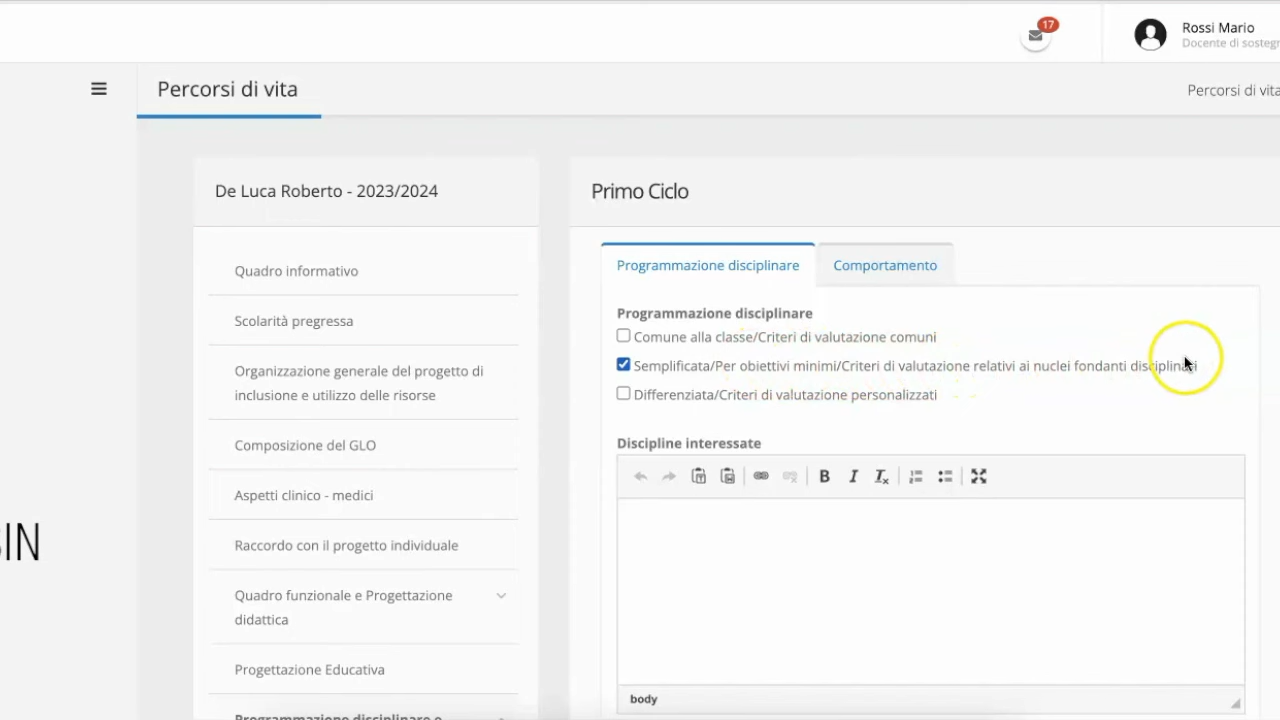 17
Rossi Mario
Docente di
Percorsi di vita
Percorsi di vita
De Luca Roberto - 2023/2024
Quadro informativo
Scolarità pregressa
Organizzazione generale del progetto di
inclusione e utilizzo delle risorse
Composizione del GLO
Aspetti clinico - medici
Raccordo con il progetto individuale
Quadro funzionale e Progettazione
didattica
Progettazione Educativa
Programmazione disciplinare e
IN
Primo Ciclo
Programmazione disciplinare
Comportamento
Programmazione disciplinare
Comune alla classe/Criteri di valutazione comuni
Semplificata/Per obiettivi minimi/Criteri di valutazione relativi ai nuclei fondanti disciplinari
Differenziata/Criteri di valutazione personalizzati
Discipline interessate
B I Tx
body